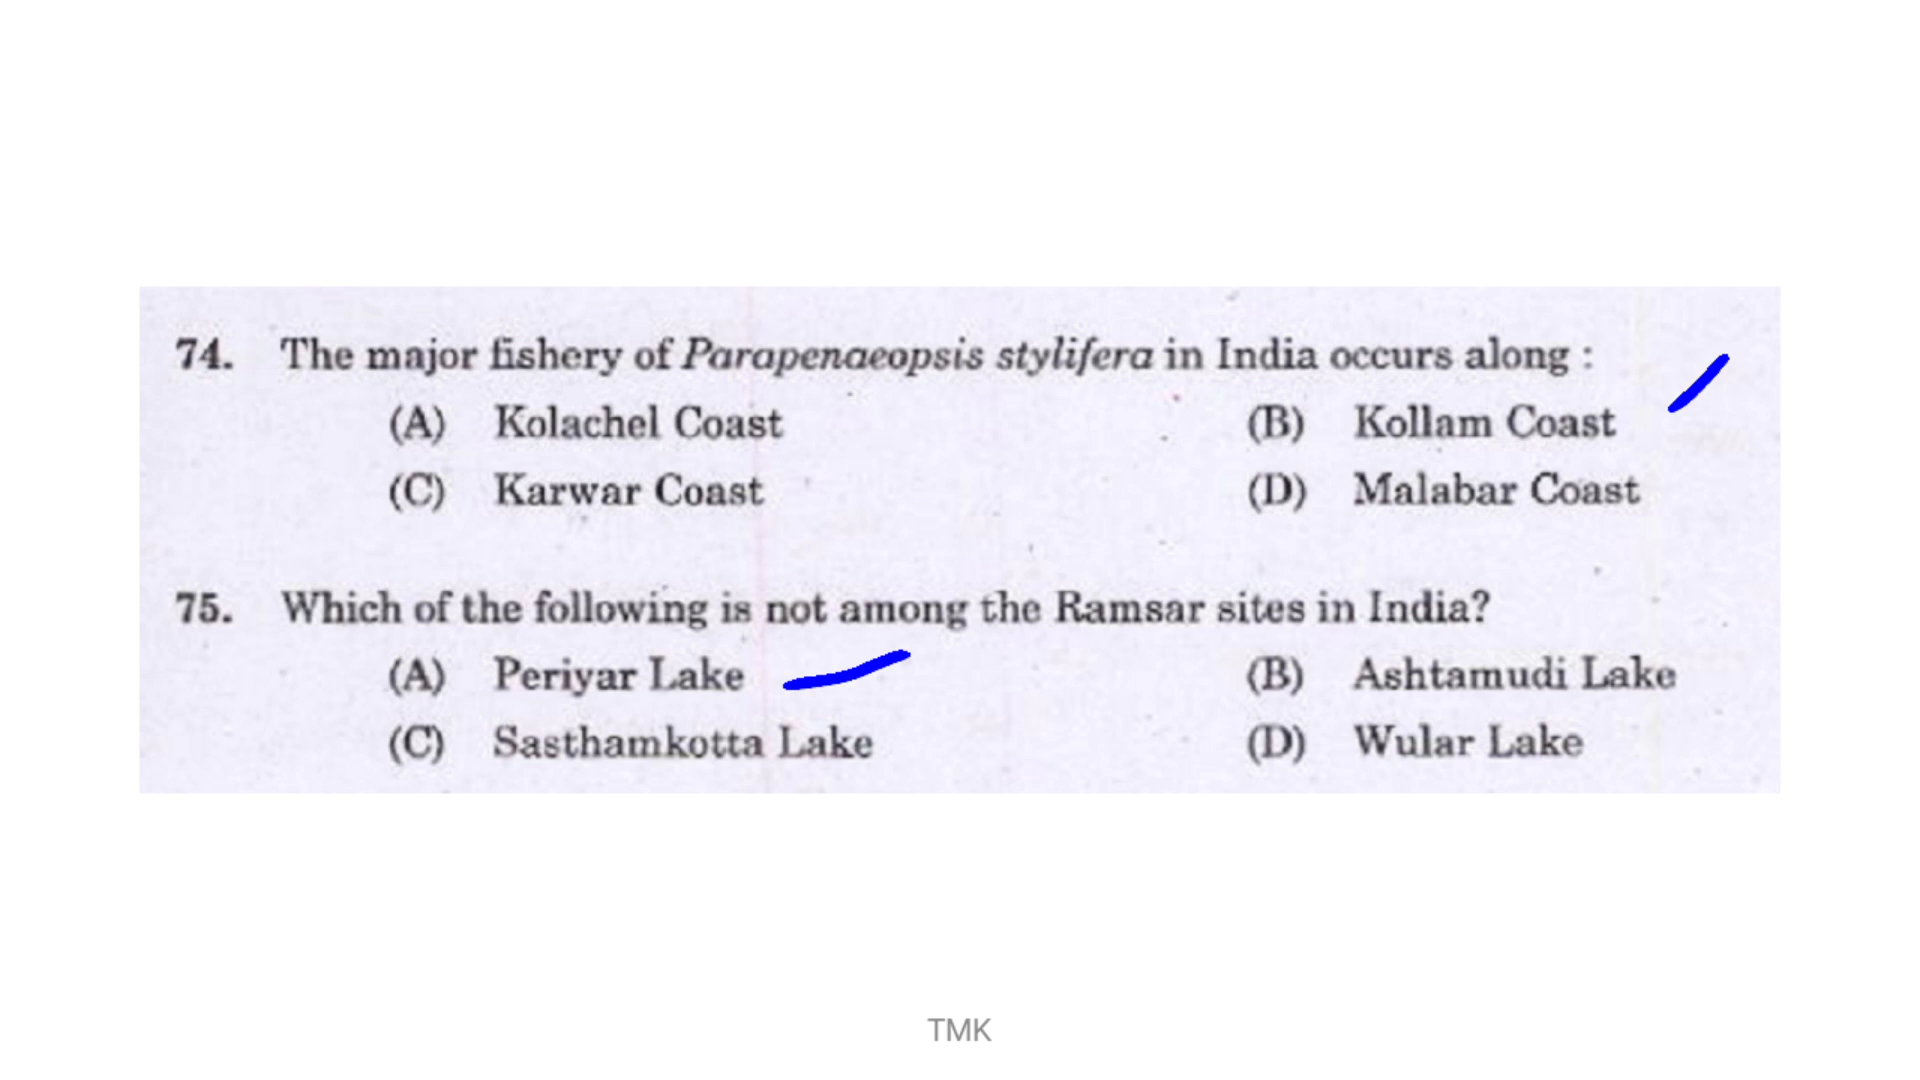 74. The major fishery of Parapenaeopsis stylifera in India occurs along :
(A) Kolachel Coast (B) Kollam Coast
(C) Karwar Coast (D) Malabar Coast
75. Which of the following is not among the Ramsar sites in India?
(A) Periyar Lake (B) Ashtamudi Lake
(C) Sasthamkotta Lake (D) Wular Lake
TMK